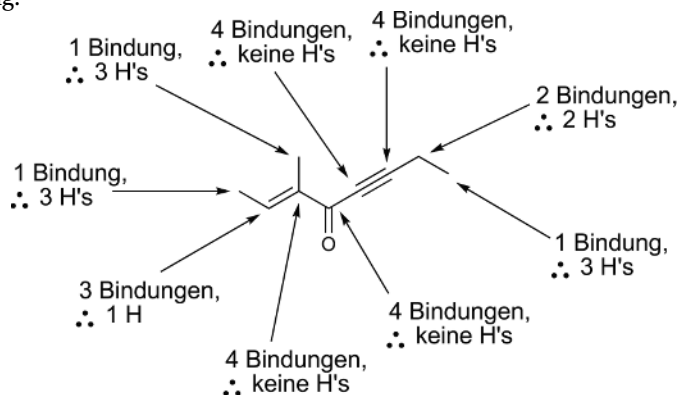 ng.
4 Bindungen,
∴ keine H's
4 Bindungen,
∴ keine H's
1 Bindung,
∴ 3 H's
2 Bindungen,
∴ 2 H's
1 Bindung,
∴ 3 H's
O
1 Bindung,
∴ 3 H's
3 Bindungen,
∴ 1 H
4 Bindungen,
∴ keine H's
4 Bindungen,
∴ keine H's